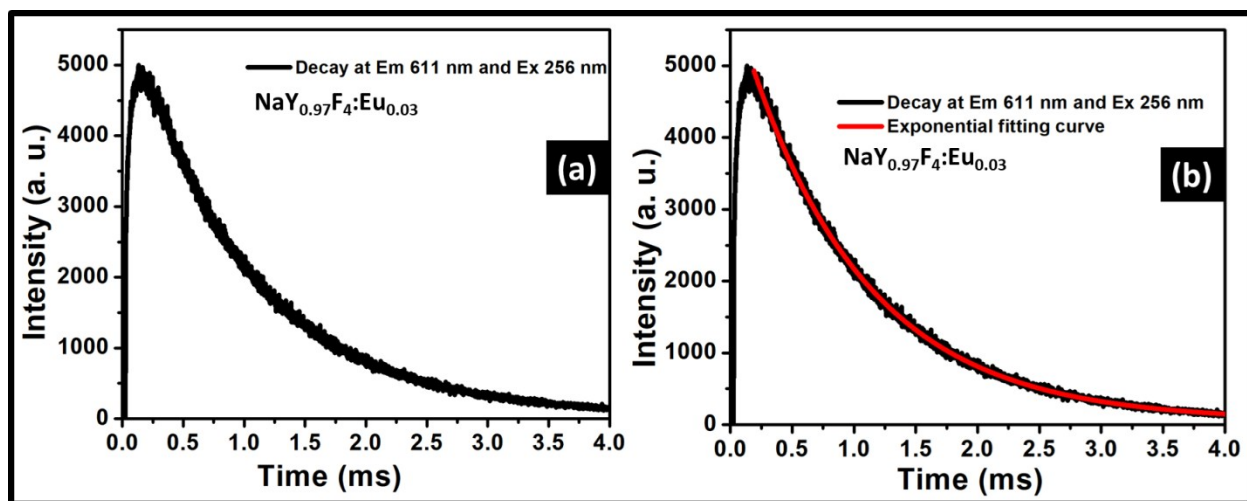 Decay at Em 611 nm and Ex 256 nm
NaY0.97F4:Eu0.03
(a)
Intensity (a. u.)
5000
4000
3000
2000
1000
0
0.0 0.5 1.0 1.5 2.0 2.5 3.0 3.5 4.0
Time (ms)
Decay at Em 611 nm and Ex 256 nm
Exponential fitting curve
NaY0.97F4:Eu0.03
(b)
Intensity (a. u.)
5000
4000
3000
2000
1000
0
0.0 0.5 1.0 1.5 2.0 2.5 3.0 3.5 4.0
Time (ms)